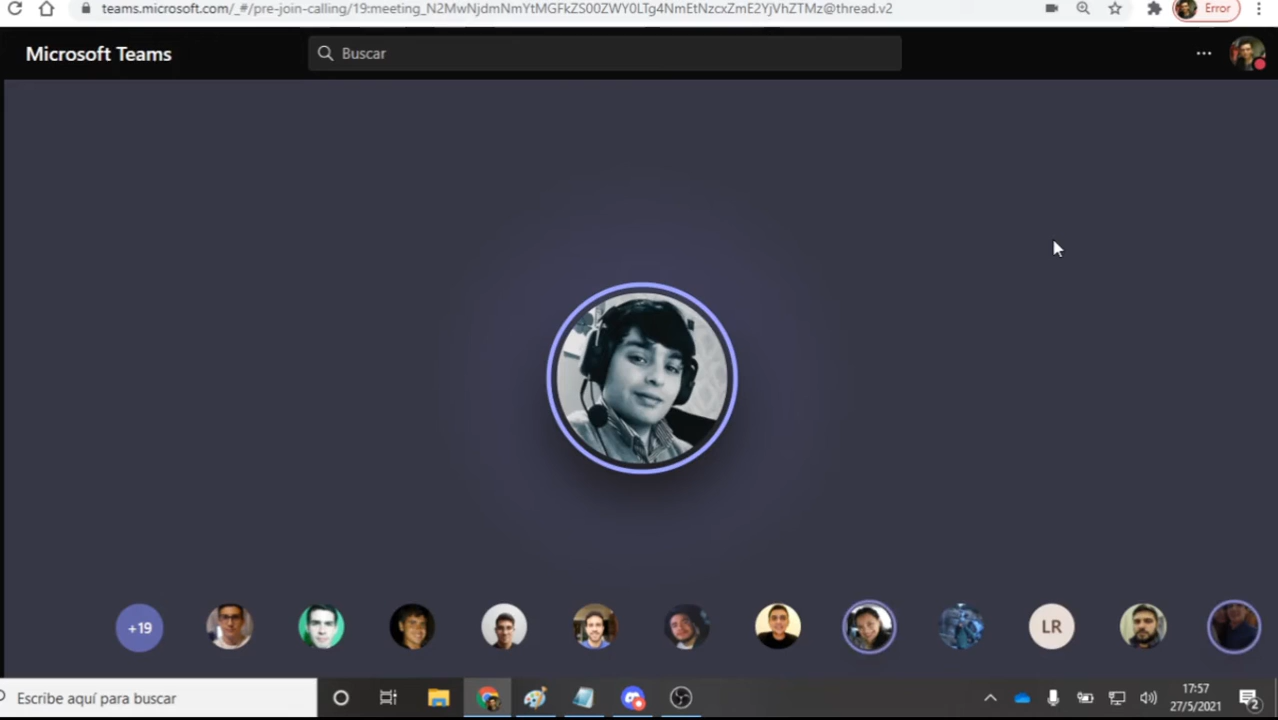 teams.microsoft.com/_#/pre-join-calling/19:meeting_N2MwNjdmNmYtMGFkZS00ZWY0LTg4NmEtNzcxZmE2YjVhZTMz@thread.v2
Error
Microsoft Teams
Buscar
+19
LR
Escribe aquí para buscar
17:57
27/5/2021
2